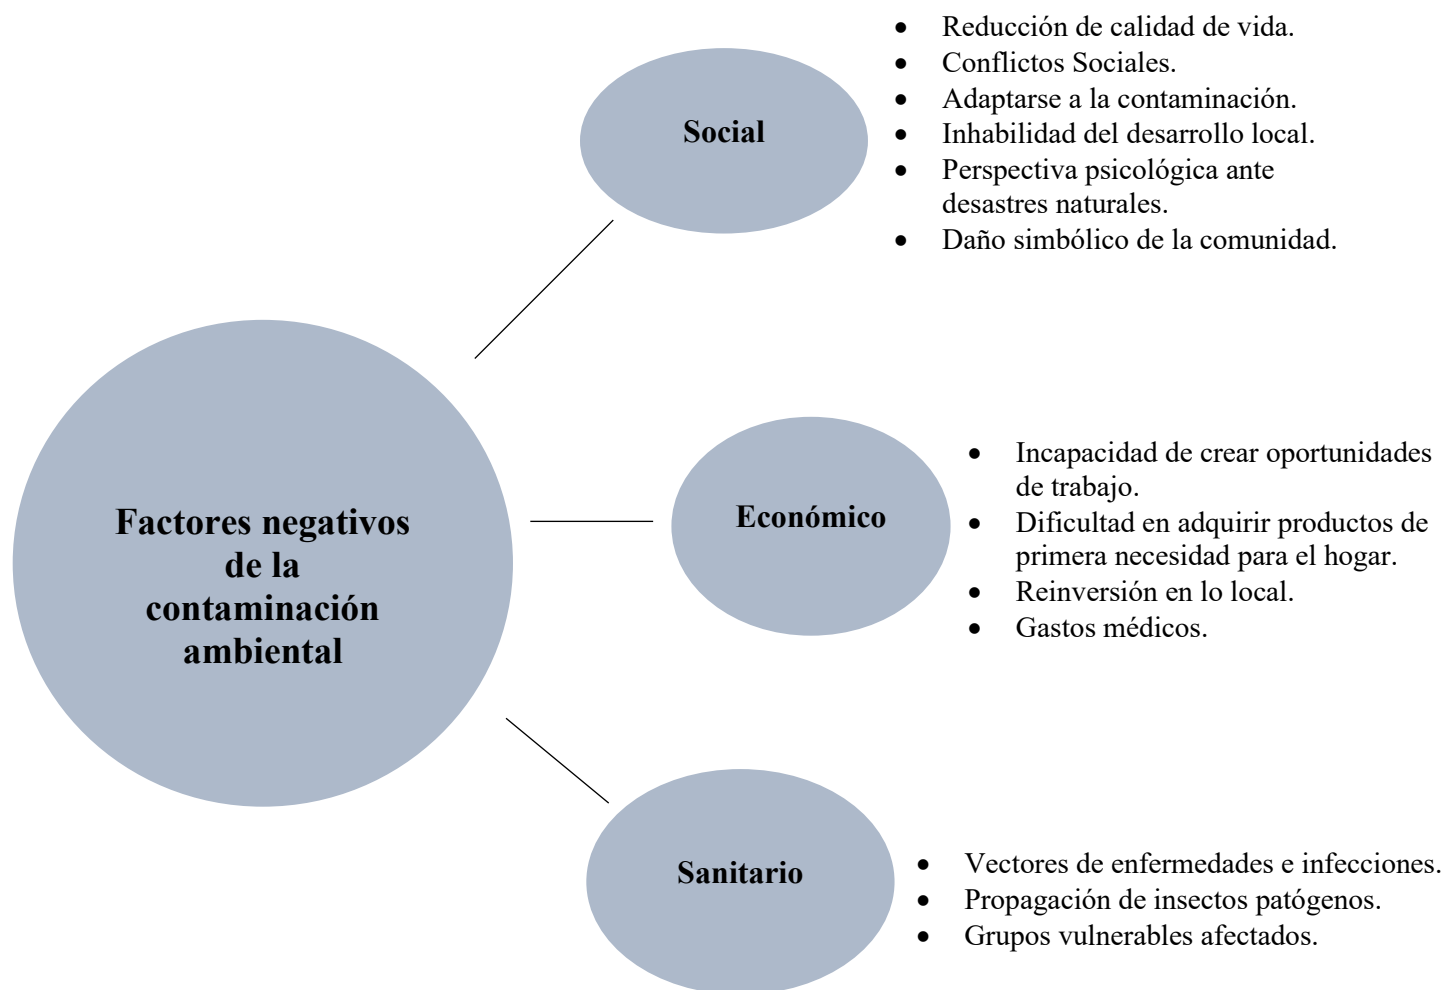 Factores negativos
de la
contaminación
ambiental
Social
• Reducción de calidad de vida.
• Conflictos Sociales.
• Adaptarse a la contaminación.
• Inhabilidad del desarrollo local.
• Perspectiva psicológica ante
desastres naturales.
• Daño simbólico de la comunidad.
Económico
• Incapacidad de crear oportunidades
de trabajo.
• Dificultad en adquirir productos de
primera necesidad para el hogar.
• Reinversión en lo local.
• Gastos médicos.
Sanitario
• Vectores de enfermedades e infecciones.
• Propagación de insectos patógenos.
• Grupos vulnerables afectados.